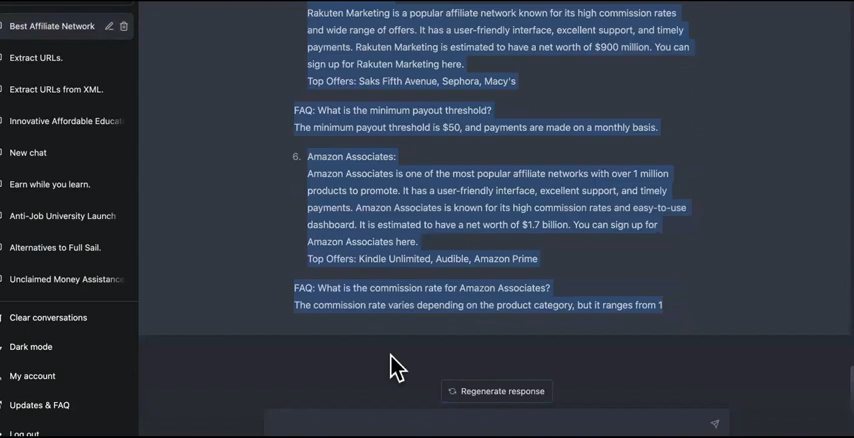 Best Affiliate Network
Extract URLs.
Extract URLs from XML.
Innovative Affordable Educat
New chat
Earn while you learn.
Anti-Job University Launch
Alternatives to Full Sail.
Unclaimed Money Assistance
Clear conversations
Dark mode
My account
Updates & FAQ
Log out
Rakuten Marketing is a popular affiliate network known for its high commission rates
and wide range of offers. It has a user-friendly interface, excellent support, and timely
payments. Rakuten Marketing is estimated to have a net worth of $900 million. You can
sign up for Rakuten Marketing here.
Top Offers: Saks Fifth Avenue, Sephora, Macy's
FAQ: What is the minimum payout threshold?
The minimum payout threshold is $50, and payments are made on a monthly basis.
6. Amazon Associates:
Amazon Associates is one of the most popular affiliate networks with over 1 million
products to promote. It has a user-friendly interface, excellent support, and timely
payments. Amazon Associates is known for its high commission rates and easy-to-use
dashboard. It is estimated to have a net worth of $1.7 billion. You can sign up for
Amazon Associates here.
Top Offers: Kindle Unlimited, Audible, Amazon Prime
FAQ: What is the commission rate for Amazon Associates?
The commission rate varies depending on the product category, but it ranges from 1
Regenerate response